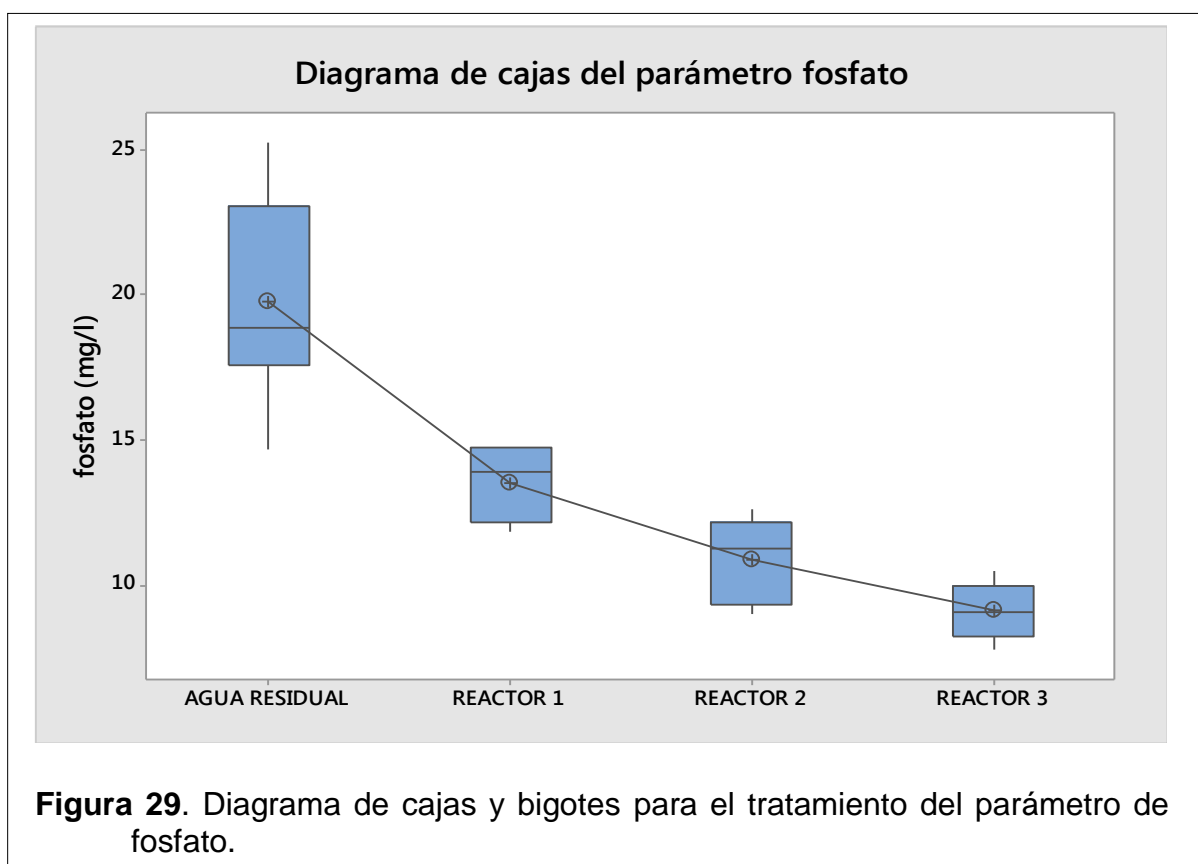 Diagrama de cajas del parámetro fosfato
25
20
15
10
fosfato (mg/l)
AGUA RESIDUAL
REACTOR 1
REACTOR 2
REACTOR 3
Figura 29. Diagrama de cajas y bigotes para el tratamiento del parámetro de
fosfato.